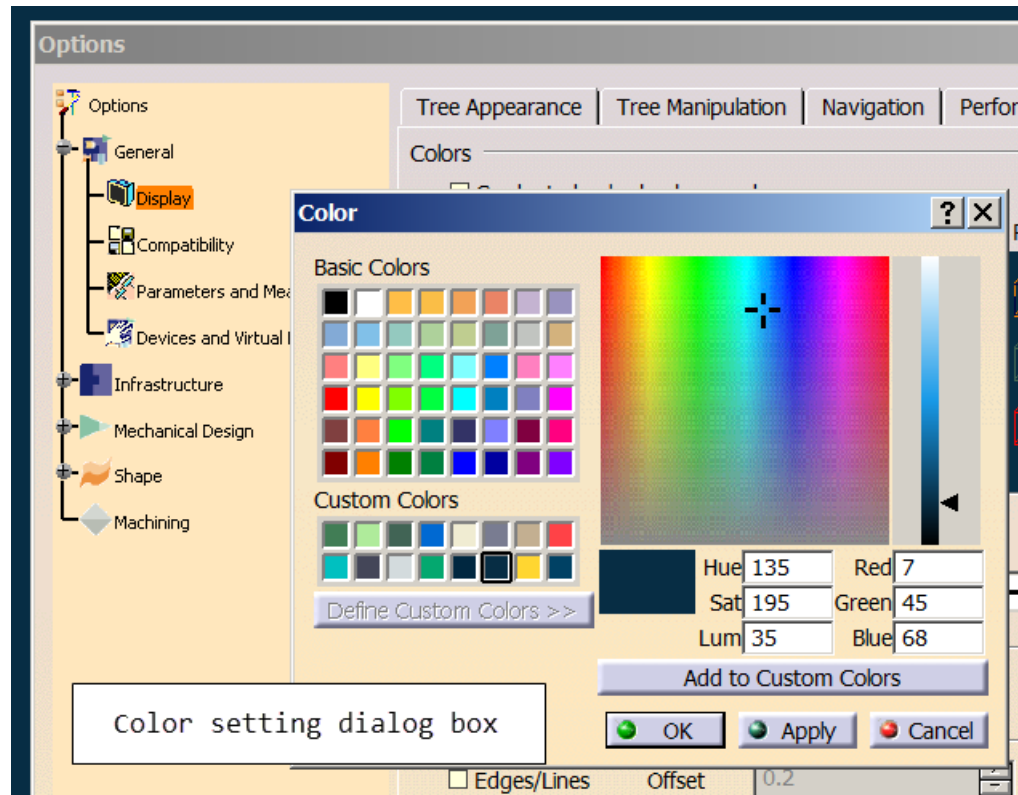 Options
Options
General
Display
Compatibility
Parameters and Mea
Devices and Virtual
Infrastructure
Mechanical Design
Shape
Machining
Tree Appearance
Tree Manipulation
Navigation
Perfor
Colors
Color
?
Basic Colors
Custom Colors
Define Custom Colors >>
Hue 135 Red 7
Sat 195 Green 45
Lum 35 Blue 68
Add to Custom Colors
OK Apply Cancel
Color setting dialog box
Edges/Lines Offset 0.2